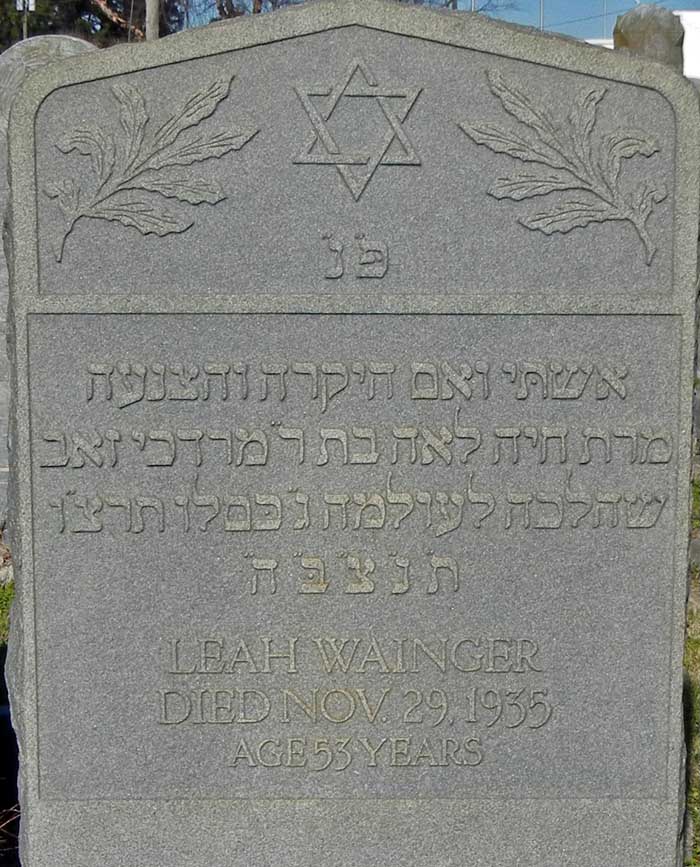 פ״נ
אשתי ואם היקרה והצנעה
מרת חיה לאה בת ר״מרדכי זאב
שהלכה לעולמה ג׳ כסלו תרצ״ו
ת׳ נ׳ צ׳ ב׳ ה׳
LEAH WAINGER
DIED NOV. 29, 1935
AGE 53 YEARS